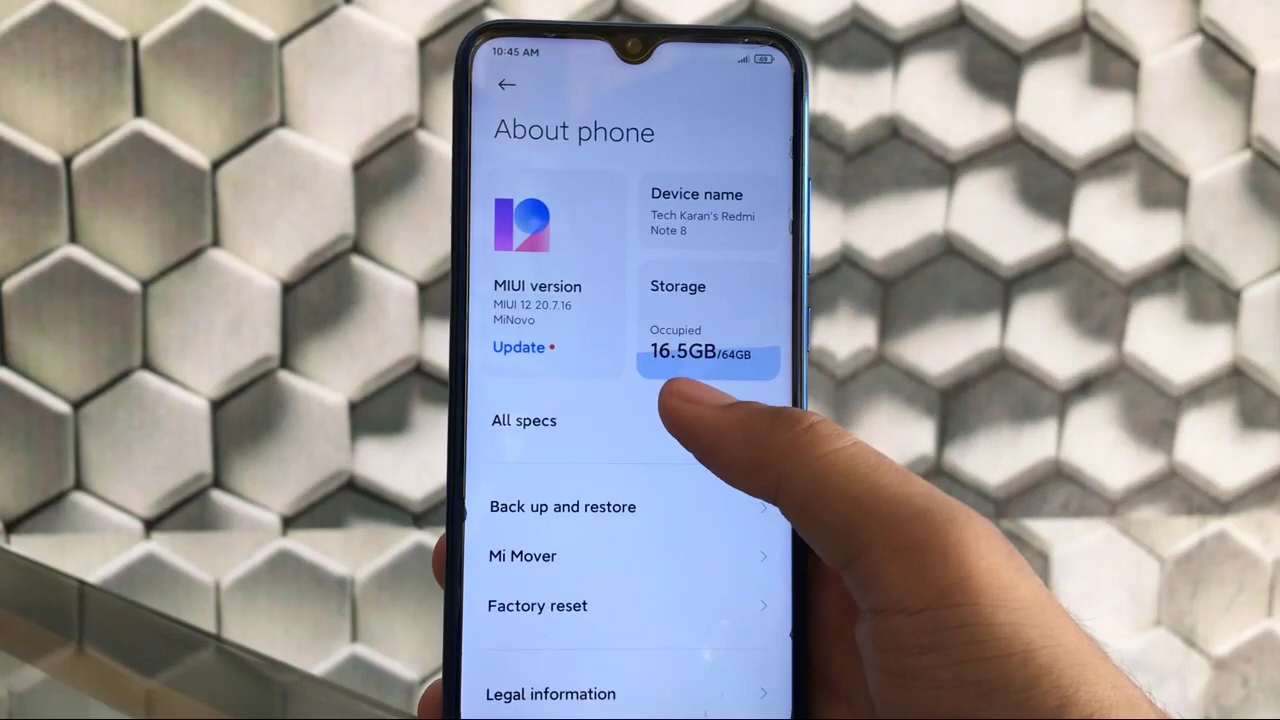 10:45 AM
69
About phone
12
MIUI version
MIUI 12 20.7.16
MiNovo
Update
Device name
Tech Karan's Redmi
Note 8
Storage
Occupied
16.5GB/64GB
All specs
Back up and restore
Mi Mover
Factory reset
Legal information